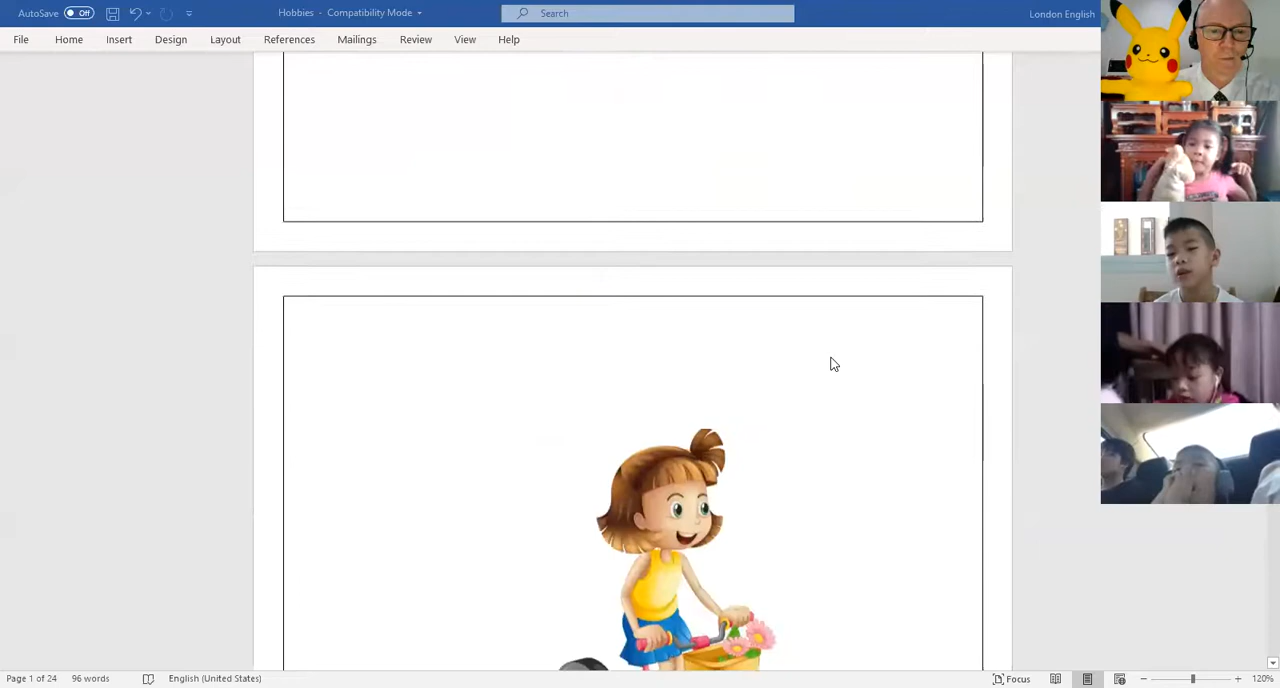 AutoSave Off Hobbies - Compatibility Mode Search London English
File Home Insert Design Layout References Mailings Review View Help
Page 1 of 24 96 words English (United States) Focus 120%